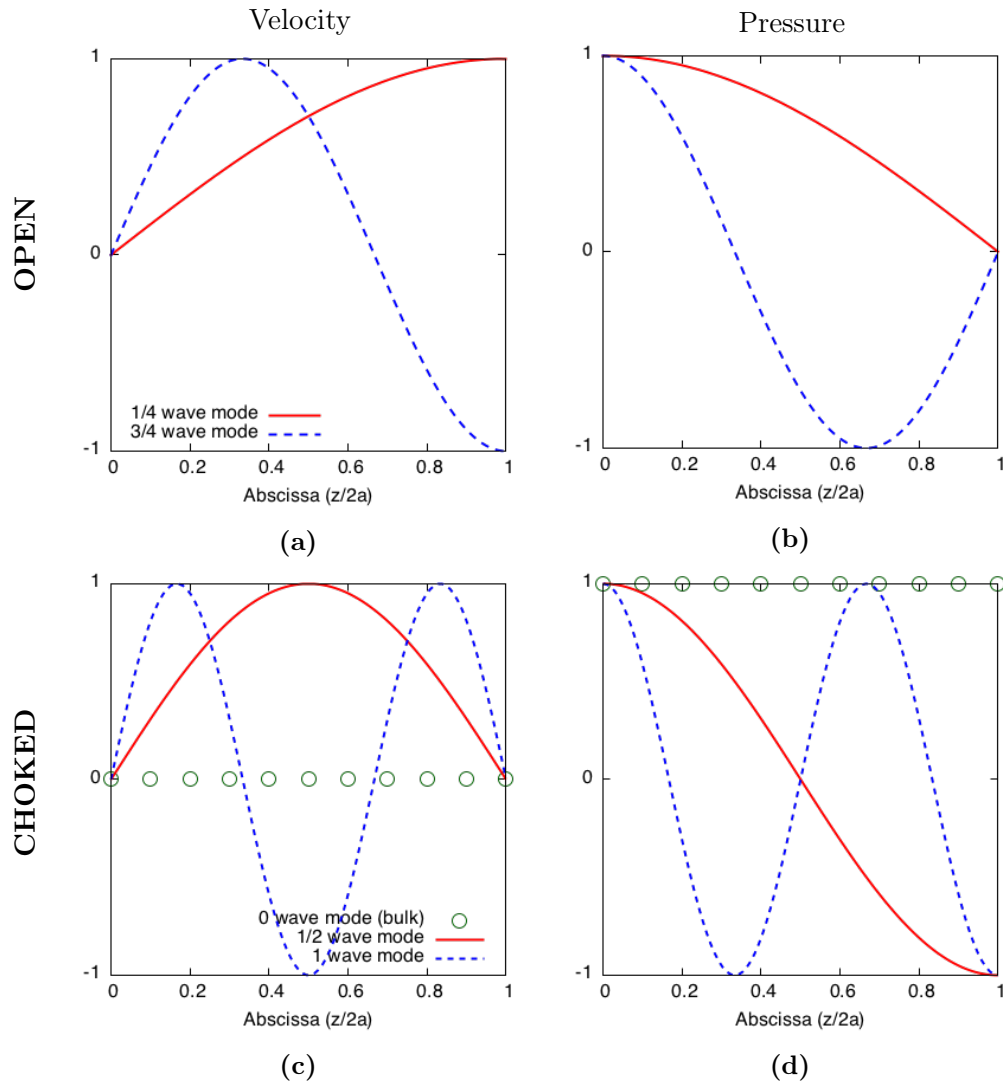 Velocity
Pressure
OPEN
1
0
-1
1/4 wave mode
3/4 wave mode
0 0.2 0.4 0.6 0.8 1
Abscissa (z/2a)
(a)
1
0
-1
0 0.2 0.4 0.6 0.8 1
Abscissa (z/2a)
(b)
CHOKED
1
0
-1
0 wave mode (bulk)
1/2 wave mode
1 wave mode
0 0.2 0.4 0.6 0.8 1
Abscissa (z/2a)
(c)
1
0
-1
0 0.2 0.4 0.6 0.8 1
Abscissa (z/2a)
(d)